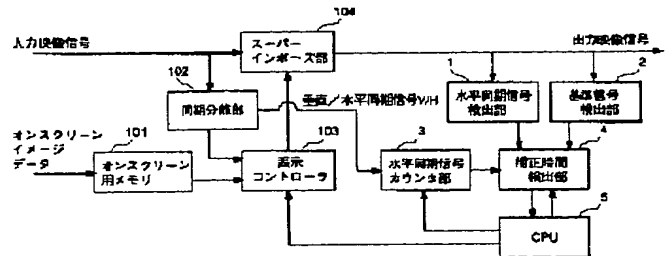 104
入力映像信号
スーパー
インポーズ部
出力映像信号
102
同期分離部
垂直/水平同期信号V/H
1
水平同期信号
検出部
2
基準信号
検出部
オンスクリーン
イメージ
データ
101
オンスクリーン
用メモリ
103
表示
コントローラ
3
水平同期信号
カウンタ部
4
補正時間
検出部
5
CPU